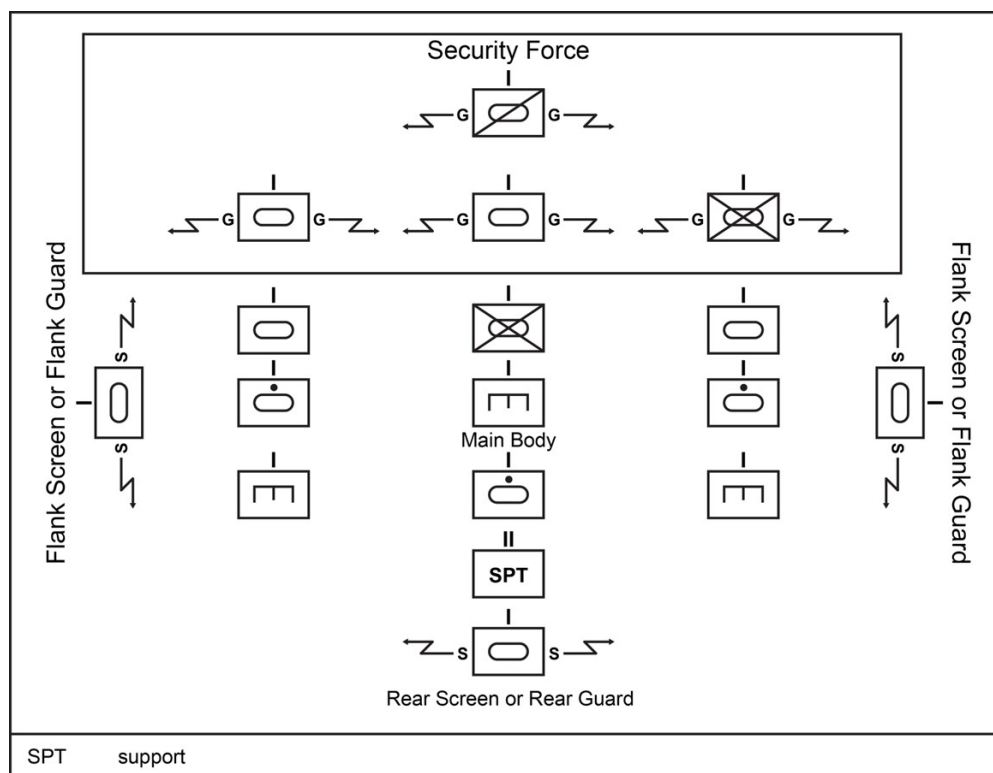 Security Force
I
G G
I I I
G G G G G G
Flank Screen or Flank Guard
S
S
I
I I I
I I I
Main Body
I I I
II
SPT
I
S S
Rear Screen or Rear Guard
S
S
I
Flank Screen or Flank Guard
SPT support